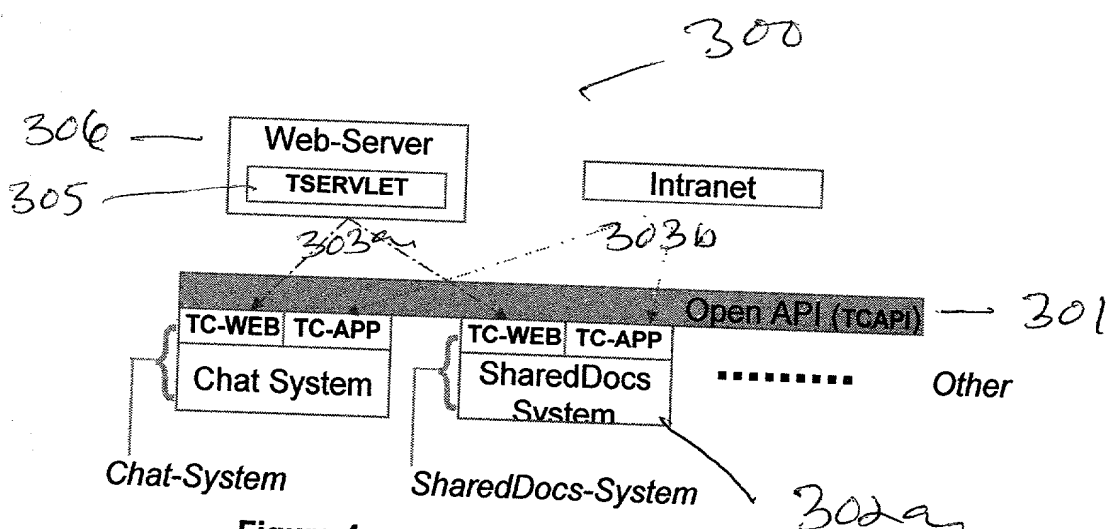 300
306
Web-Server
305
TSERVLET
Intranet
303a
303b
Open API (TCAPI)
301
TC-WEB TC-APP
TC-WEB TC-APP
Chat System
SharedDocs
System
Other
Chat-System
SharedDocs-System
302a